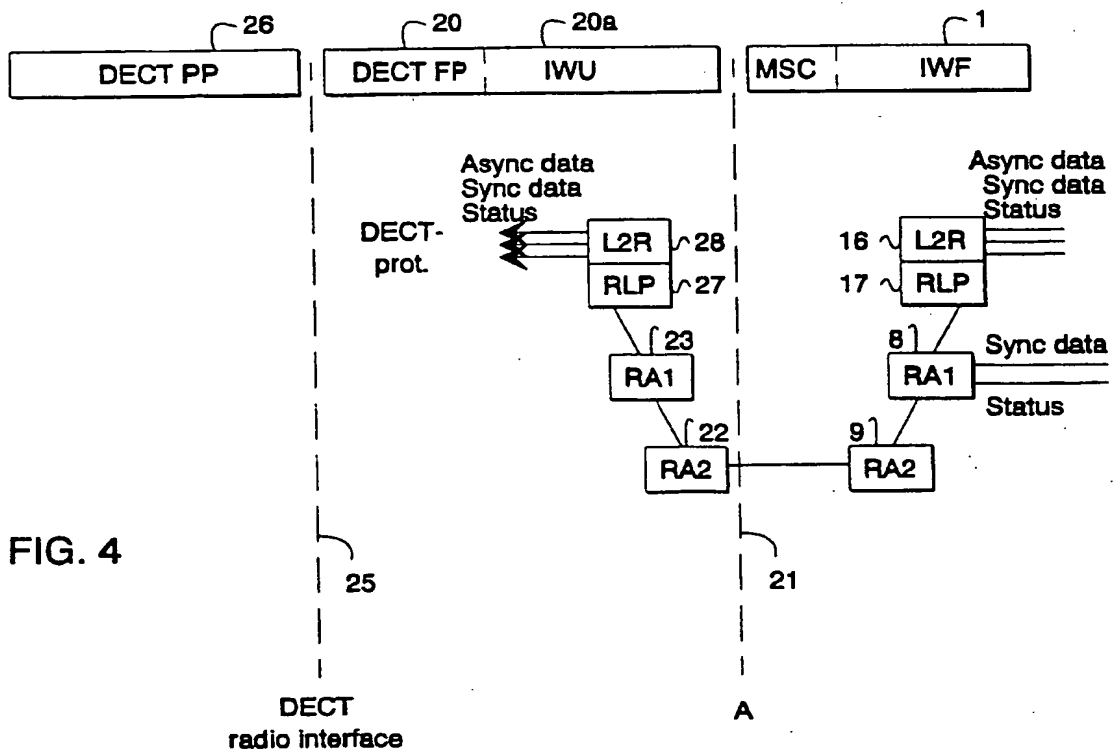 26
20
20a
1
DECT PP
DECT FP
IWU
MSC
IWF
Async data
Sync data
Status
DECT-
prot.
L2R
28
RLP
27
23
RA1
22
RA2
Async data
Sync data
Status
16
L2R
17
RLP
8
RA1
Sync data
Status
9
RA2
FIG. 4
25
21
DECT
radio interface
A